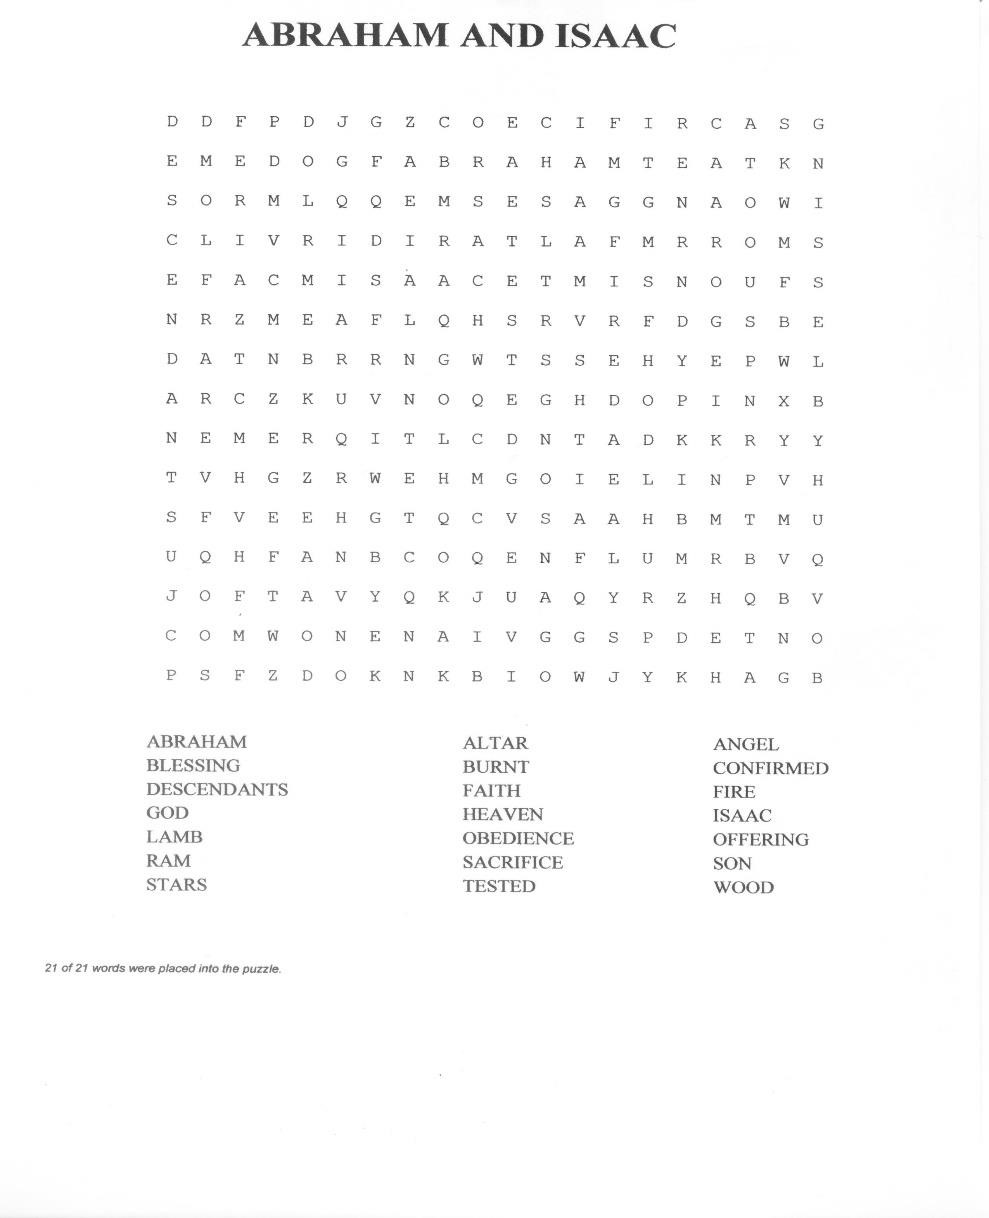 ABRAHAM AND ISAAC
D D F P D J G Z C O E C I F I R C A S G
E M E D O G F A B R A H A M T E A T K N
S O R M L Q Q E M S E S A G G N A O W I
C L I V R I D I R A T L A F M R R O M S
E F A C M I S A A C E T M I S N O U F S
N R Z M E A F L Q H S R V R F D G S B E
D A T N B R R N G W T S S E H Y E P W L
A R C Z K U V N O Q E G H D O P I N X B
N E M E R Q I T L C D N T A D K K R Y Y
T V H G Z R W E H M G O I E L I N P V H
S F V E E H G T Q C V S A A H B M T M U
U Q H F A N B C O Q E N F L U M R B V Q
J O F T A V Y Q K J U A Q Y R Z H Q B V
C O M W O N E N A I V G G S P D E T N O
P S F Z D O K N K B I O W J Y K H A G B
ABRAHAM ALTAR ANGEL
BLESSING BURNT CONFIRMED
DESCENDANTS FAITH FIRE
GOD HEAVEN ISAAC
LAMB OBEDIENCE OFFERING
RAM SACRIFICE SON
STARS TESTED WOOD
21 of 21 words were placed into the puzzle.